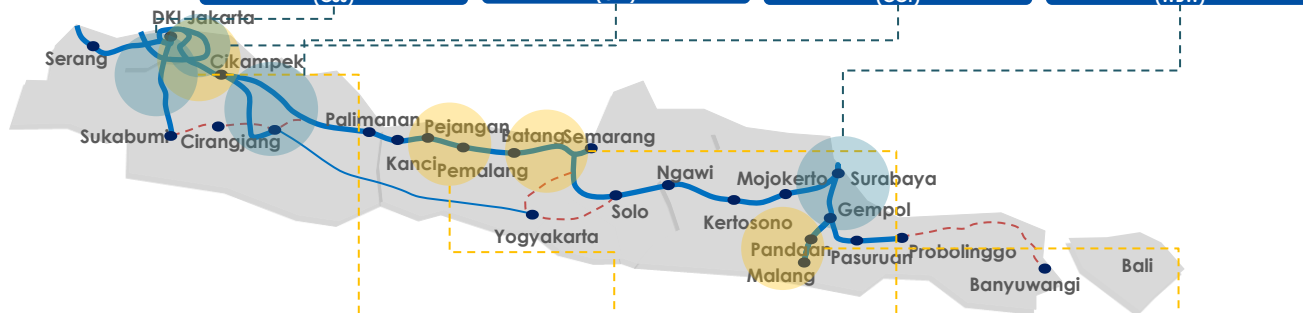 DKI Jakarta
Serang
Cikampek
Sukabumi
Cirangjang
Palimanan
Kanci
Pejangan
Pemalang
Batang
Semarang
Yogyakarta
Solo
Ngawi
Kertosono
Mojokerto
Surabaya
Gempol
Pandaan
Malang
Pasuruan
Probolinggo
Banyuwangi
Bali